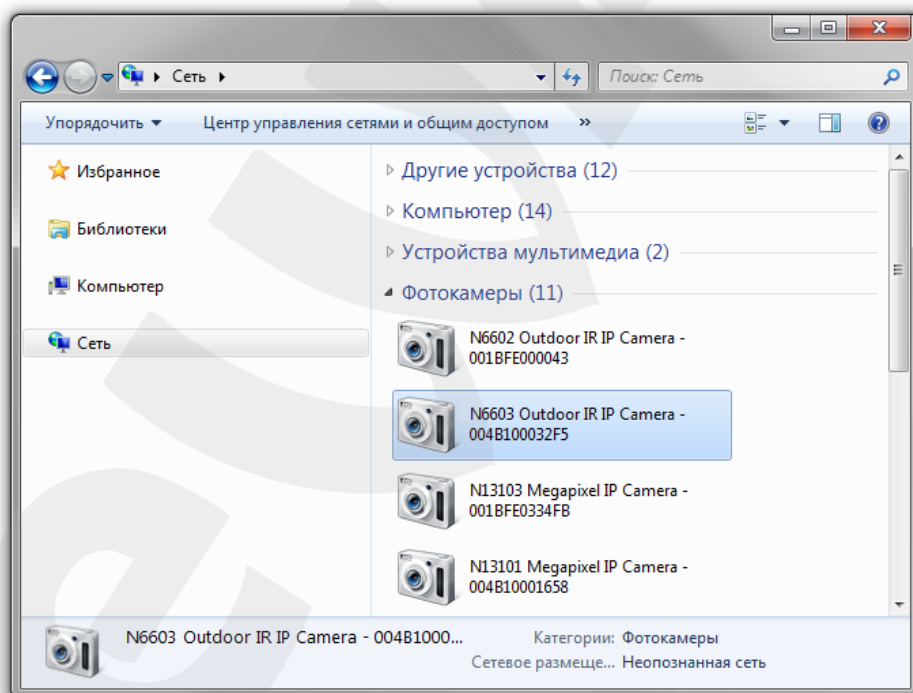 Сеть
Поиск: Сеть
Упорядочить
Центр управления сетями и общим доступом
»
Избранное
Библиотеки
Компьютер
Сеть
Другие устройства (12)
Компьютер (14)
Устройства мультимедиа (2)
Фотокамеры (11)
N6602 Outdoor IR IP Camera -
001BFE000043
N6603 Outdoor IR IP Camera -
004B100032F5
N13103 Megapixel IP Camera -
001BFE0334FB
N13101 Megapixel IP Camera -
004B10001658
N6603 Outdoor IR IP Camera - 004B1000...
Категории: Фотокамеры
Сетевое размеще... Неопознанная сеть